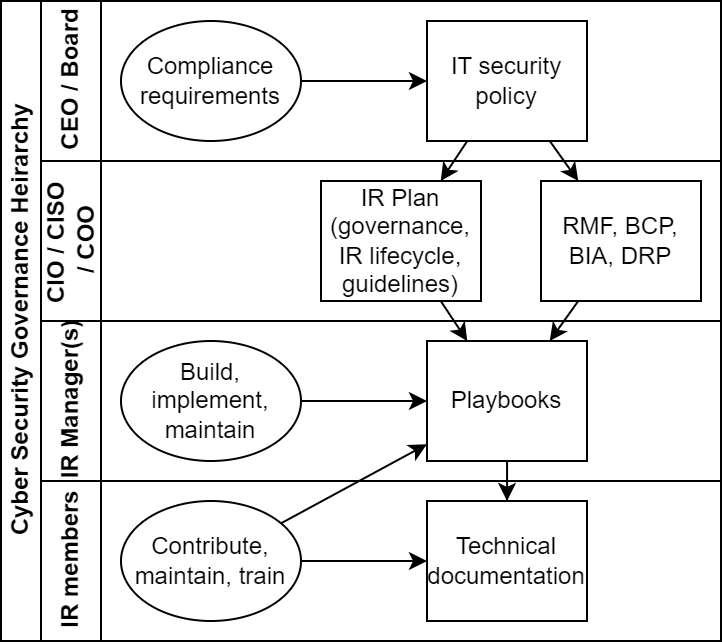 Cyber Security Governance Heirarchy
CEO / Board
Compliance
requirements
IT security
policy
CIO / CISO
/ COO
IR Plan
(governance,
IR lifecycle,
guidelines)
RMF, BCP,
BIA, DRP
IR Manager(s)
Build,
implement,
maintain
Playbooks
IR members
Contribute,
maintain, train
Technical
documentation